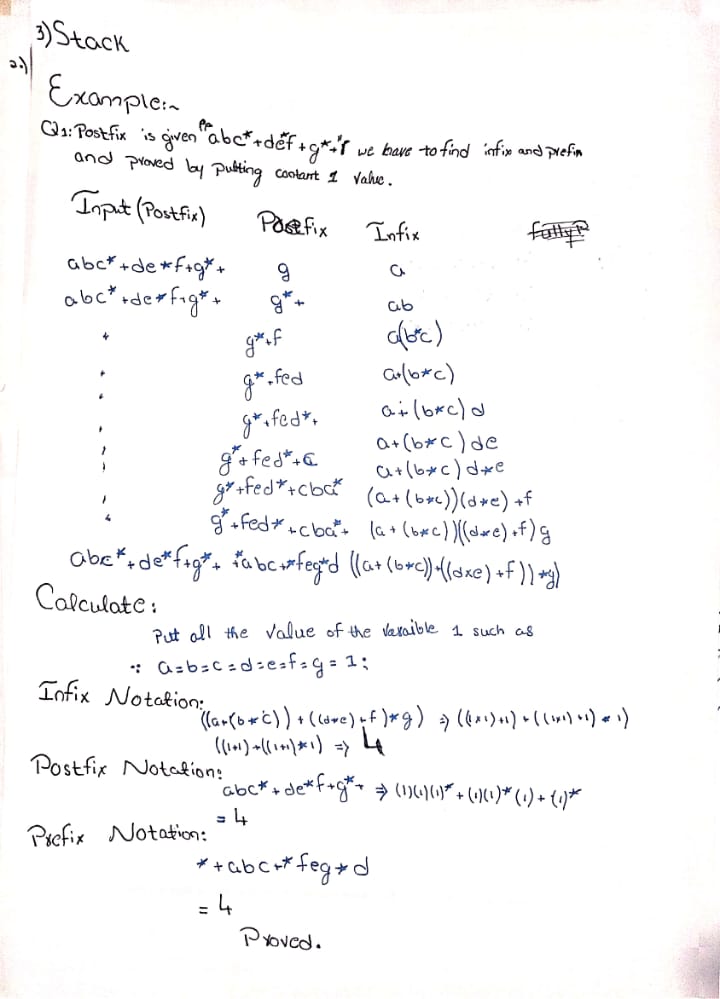 3) Stack
2.)
Example:~
Q1: Postfix is given "abc*+def+g*+" we have to find infix and prefix
and proved by putting 1 value.
Input (Postfix) Postfix Infix
abc*+de*f+g*+ g a
abc*+de*f+g*+ g*+ ab
g*+f a(b*c)
g*+fed a+(b*c)
g*+fed*+ a+(b*c)d
g*+fed*+c a+(b*c)de
g*+fed*+cba* a+(b*c)d*e
g*+fed*+cba*+ (a+(b*c))(d*e)+f
(a+(b*c))((d*e)+f)g
abc*+de*f+g*+ +*abc+*feg*d ((a+(b*c))+((d*e)+f))*g)
Calculate:
Put all the value of the varaible 1 such as
∵ a=b=c=d=e=f=g=1;
Infix Notation:
((a+(b*c))+((d*e)+f)*g) ⇒ ((1*1)+1)+((1*1)+1)*1)
((1+1)+((1+1)*1) ⇒ 4
Postfix Notation:
abc*+de*f+g*+ ⇒ (1)(1)(1)*+(1)(1)*(1)+(1)*
= 4
Prefix Notation:
*+abc+*feg*d
= 4
Proved.